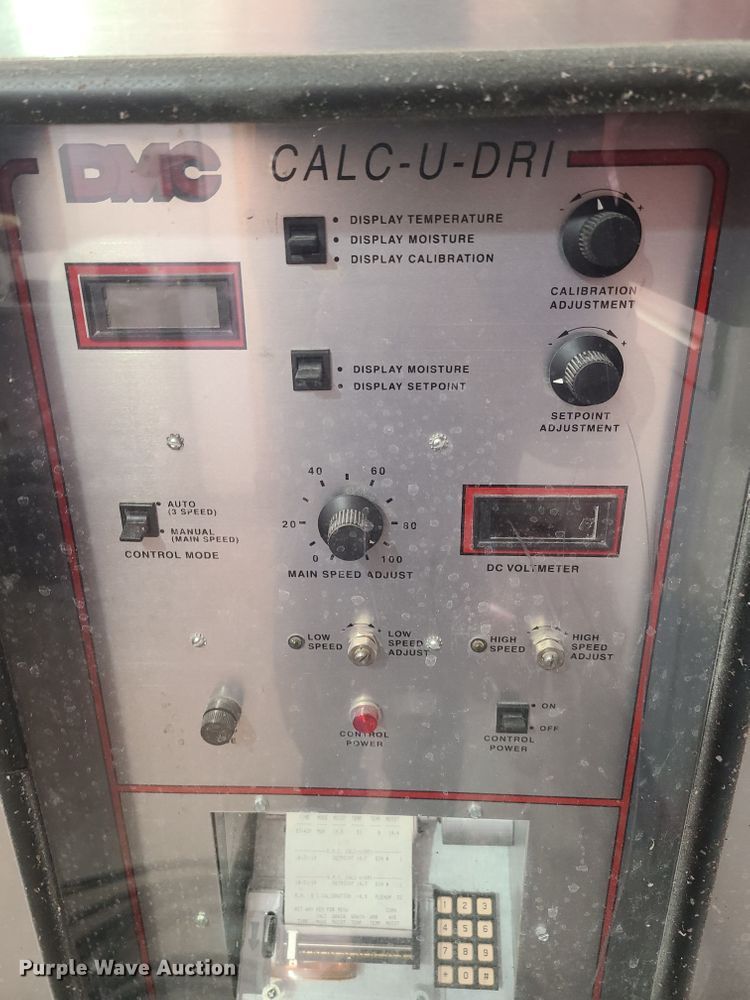 DMC CALC-U-DRI
DISPLAY TEMPERATURE
DISPLAY MOISTURE
DISPLAY CALIBRATION
- +
CALIBRATION
ADJUSTMENT
DISPLAY MOISTURE
DISPLAY SETPOINT
- +
SETPOINT
ADJUSTMENT
AUTO
(3 SPEED)
MANUAL
(MAIN SPEED)
CONTROL MODE
40 60
20 80
0 100
MAIN SPEED ADJUST
DC VOLTMETER
LOW
SPEED
LOW
SPEED
ADJUST
HIGH
SPEED
HIGH
SPEED
ADJUST
CONTROL
POWER
ON
OFF
CONTROL
POWER
1 2 3
4 5 6
7 8 9
* 0 #
Purple Wave Auction